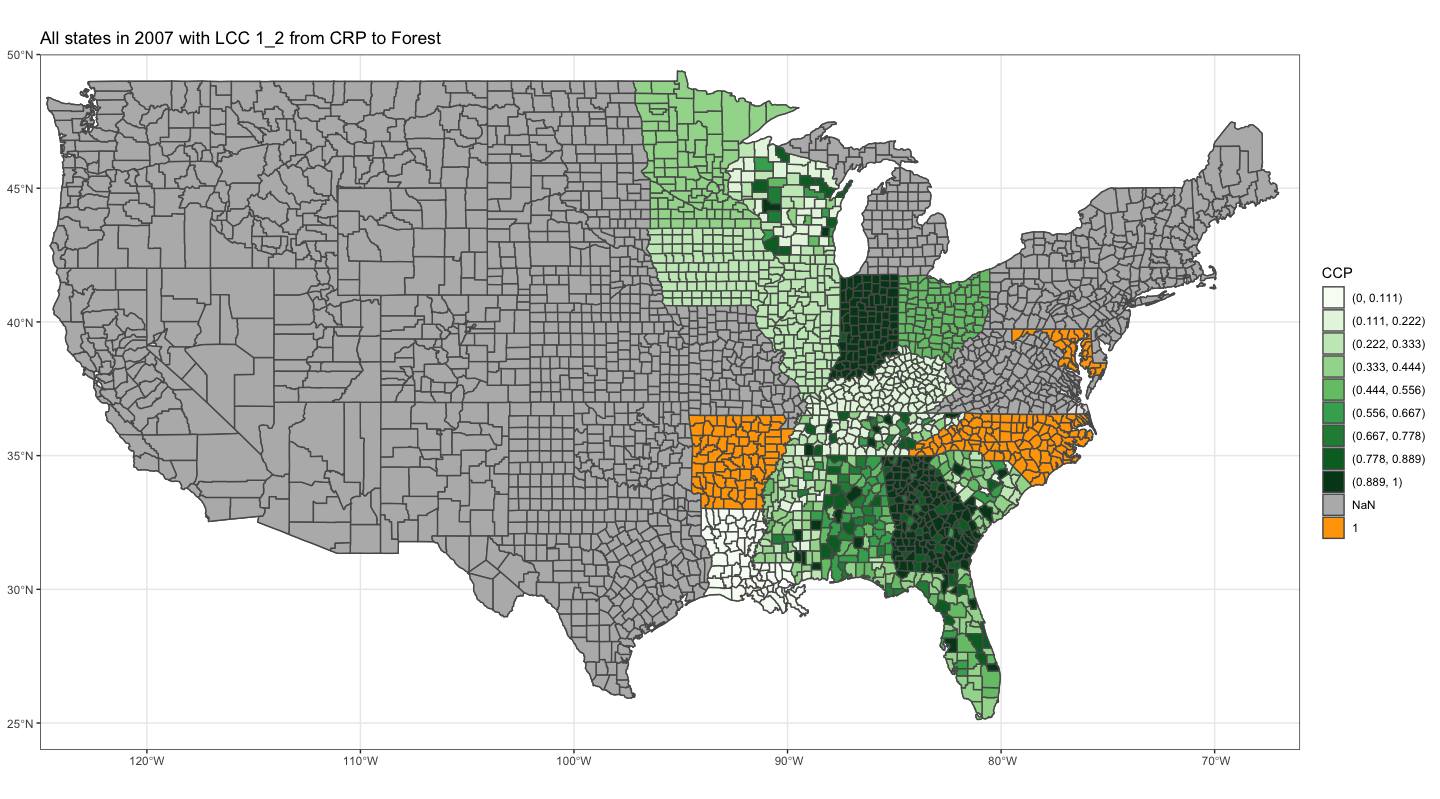 All states in 2007 with LCC 1_2 from CRP to Forest
50°N
45°N
40°N
35°N
30°N
25°N
120°W
110°W
100°W
90°W
80°W
70°W
CCP
(0, 0.111)
(0.111, 0.222)
(0.222, 0.333)
(0.333, 0.444)
(0.444, 0.556)
(0.556, 0.667)
(0.667, 0.778)
(0.778, 0.889)
(0.889, 1)
NaN
1